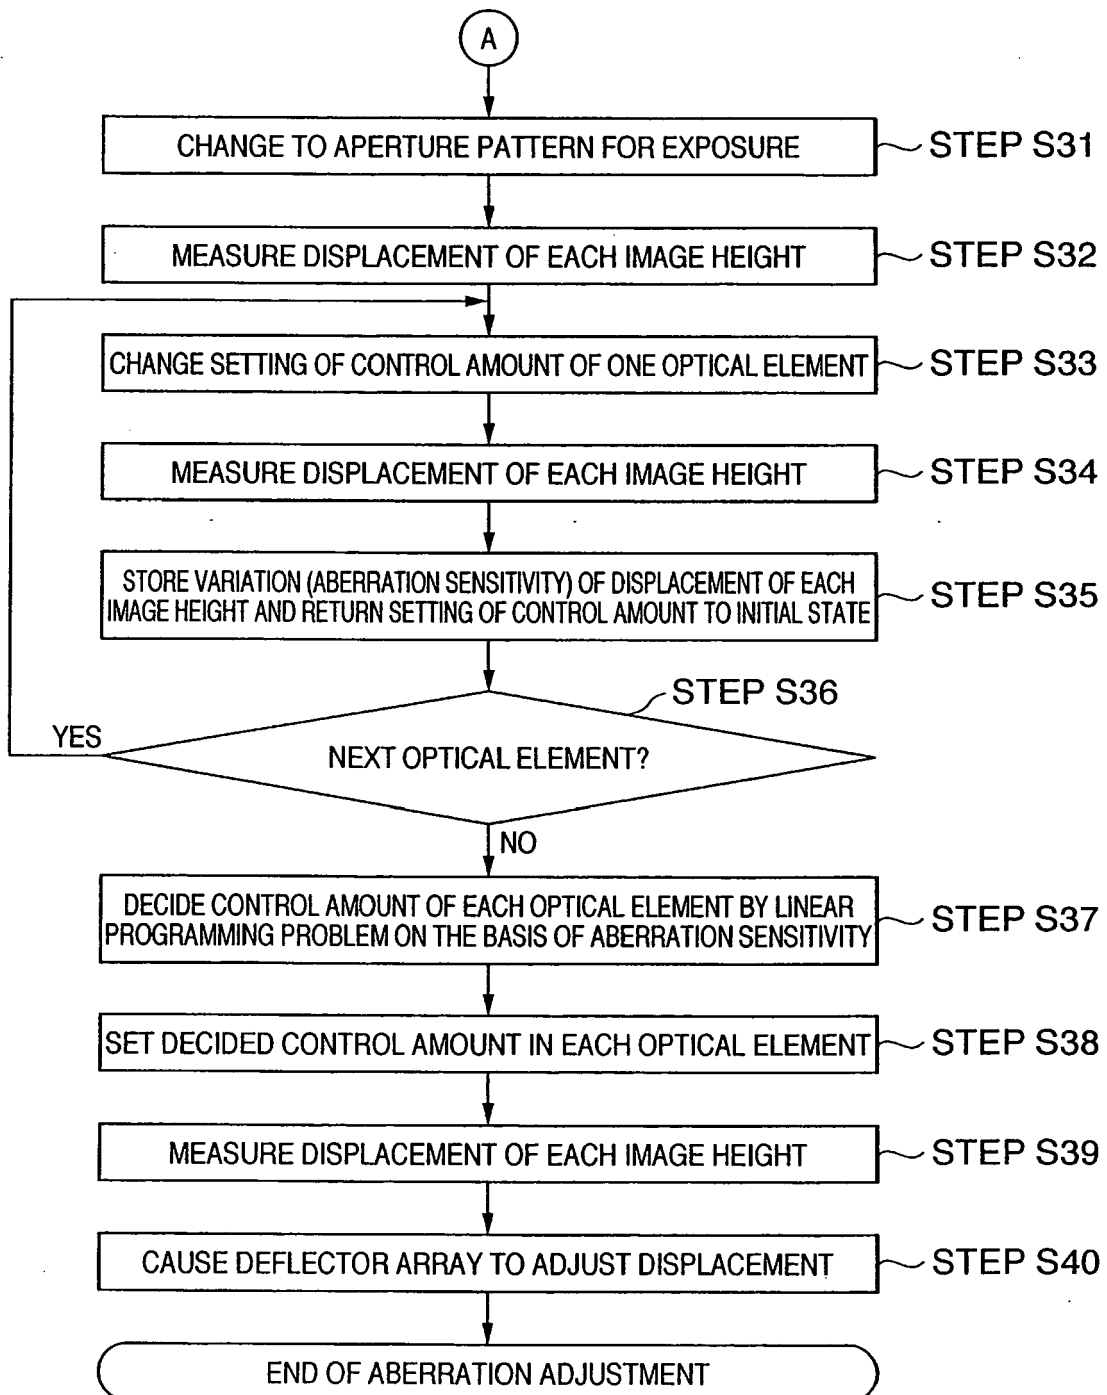 A
CHANGE TO APERTURE PATTERN FOR EXPOSURE
STEP S31
MEASURE DISPLACEMENT OF EACH IMAGE HEIGHT
STEP S32
CHANGE SETTING OF CONTROL AMOUNT OF ONE OPTICAL ELEMENT
STEP S33
MEASURE DISPLACEMENT OF EACH IMAGE HEIGHT
STEP S34
STORE VARIATION (ABERRATION SENSITIVITY) OF DISPLACEMENT OF EACH
IMAGE HEIGHT AND RETURN SETTING OF CONTROL AMOUNT TO INITIAL STATE
STEP S35
STEP S36
YES
NEXT OPTICAL ELEMENT?
NO
DECIDE CONTROL AMOUNT OF EACH OPTICAL ELEMENT BY LINEAR
PROGRAMMING PROBLEM ON THE BASIS OF ABERRATION SENSITIVITY
STEP S37
SET DECIDED CONTROL AMOUNT IN EACH OPTICAL ELEMENT
STEP S38
MEASURE DISPLACEMENT OF EACH IMAGE HEIGHT
STEP S39
CAUSE DEFLECTOR ARRAY TO ADJUST DISPLACEMENT
STEP S40
END OF ABERRATION ADJUSTMENT